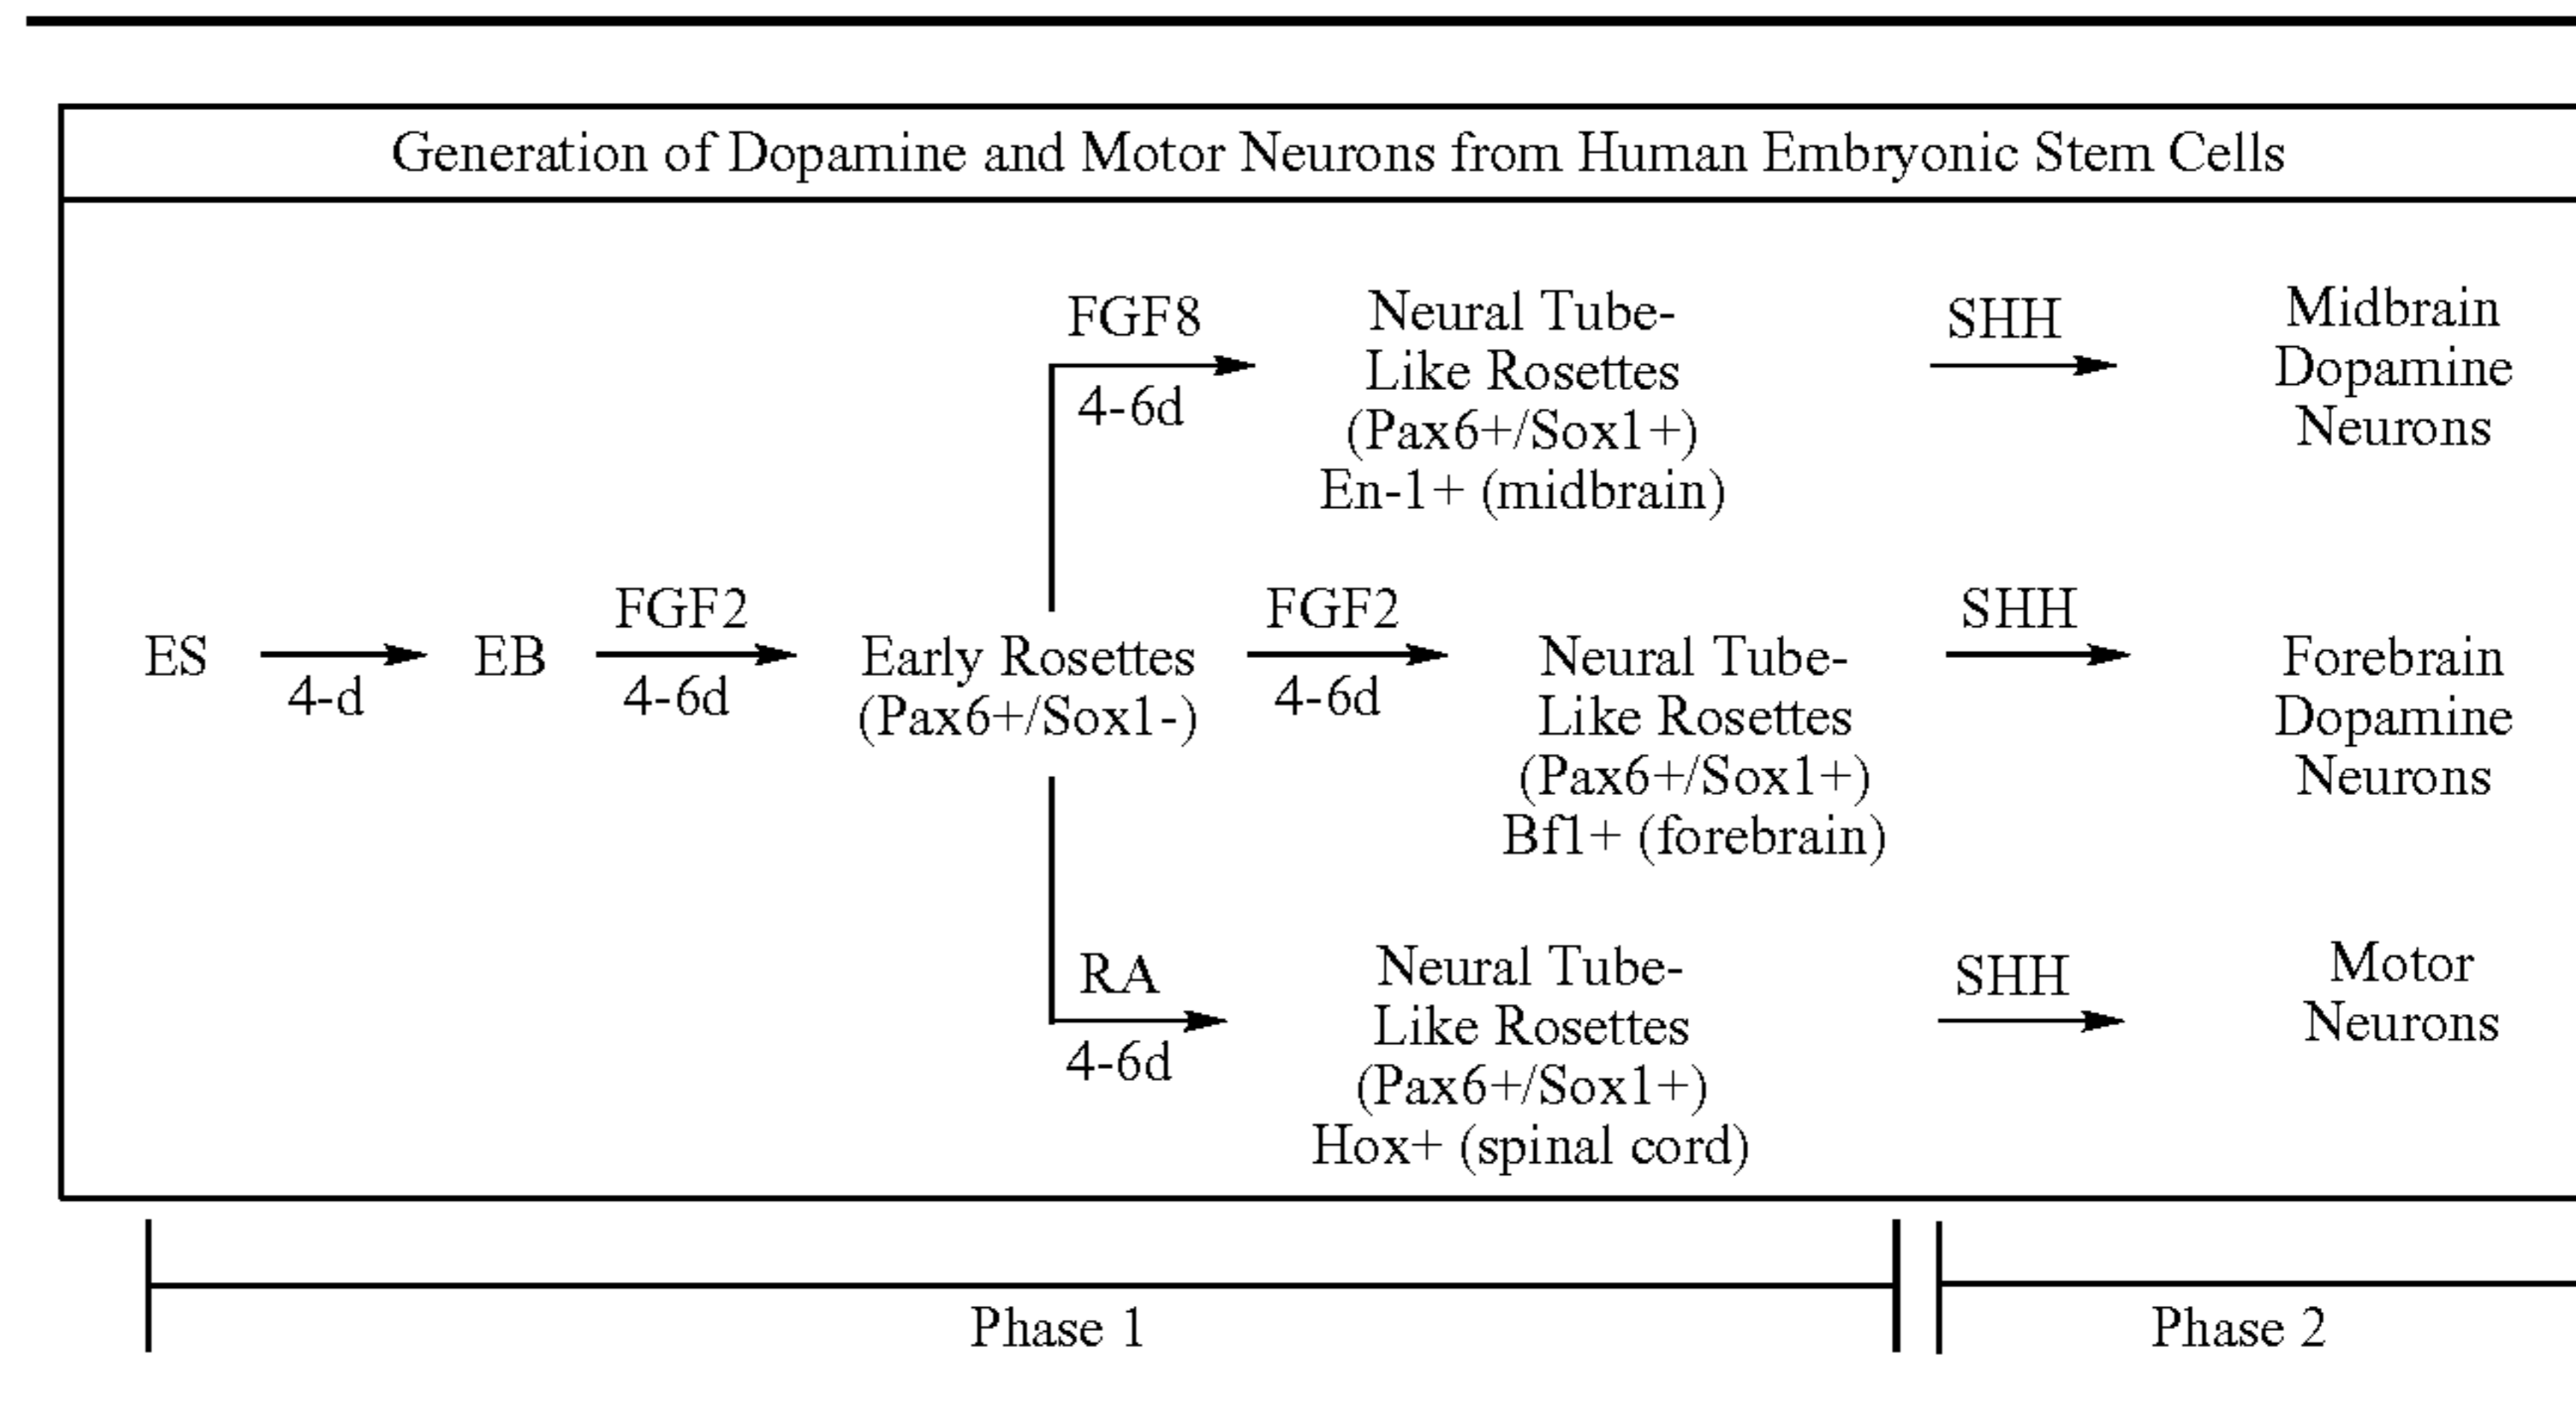 Generation of Dopamine and Motor Neurons from Human Embryonic Stem Cells
FGF8
4-6d
Neural Tube-
Like Rosettes
(Pax6+/Sox1+)
En-1+ (midbrain)
SHH
Midbrain
Dopamine
Neurons
ES
4-d
EB
FGF2
4-6d
Early Rosettes
(Pax6+/Sox1-)
FGF2
4-6d
Neural Tube-
Like Rosettes
(Pax6+/Sox1+)
Bf1+ (forebrain)
SHH
Forebrain
Dopamine
Neurons
RA
4-6d
Neural Tube-
Like Rosettes
(Pax6+/Sox1+)
Hox+ (spinal cord)
SHH
Motor
Neurons
Phase 1
Phase 2